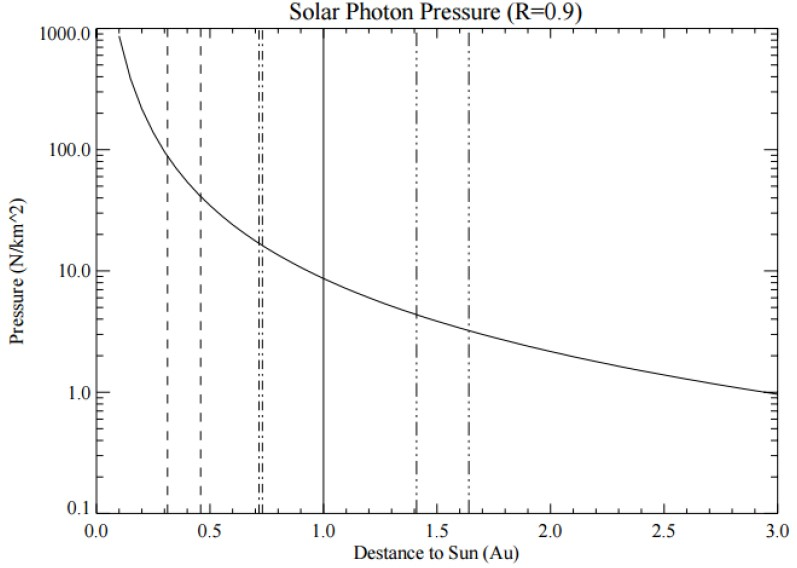 Solar Photon Pressure (R=0.9)
1000.0
100.0
10.0
1.0
0.1
Pressure (N/km^2)
0.0 0.5 1.0 1.5 2.0 2.5 3.0
Destance to Sun (Au)